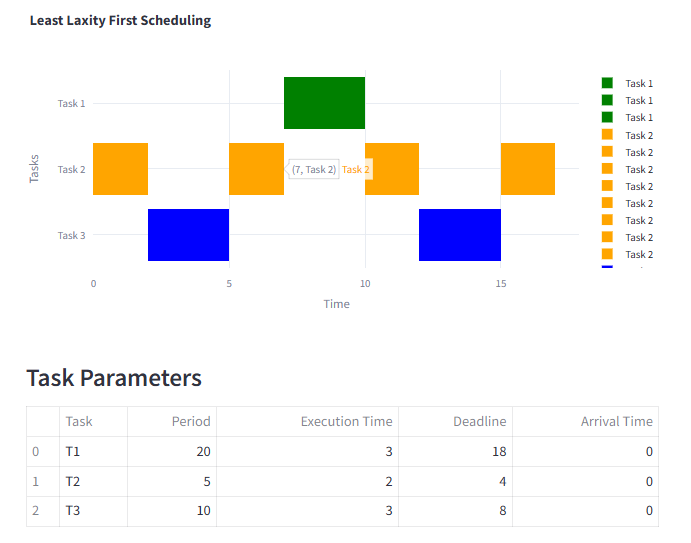 Least Laxity First Scheduling
Task 1
Task 2
Task 3
Tasks
(7, Task 2) Task 2
0 5 10 15
Time
Task 1
Task 1
Task 1
Task 2
Task 2
Task 2
Task 2
Task 2
Task 2
Task 2
Task 2
Task Parameters
Task Period Execution Time Deadline Arrival Time
0 T1 20 3 18 0
1 T2 5 2 4 0
2 T3 10 3 8 0